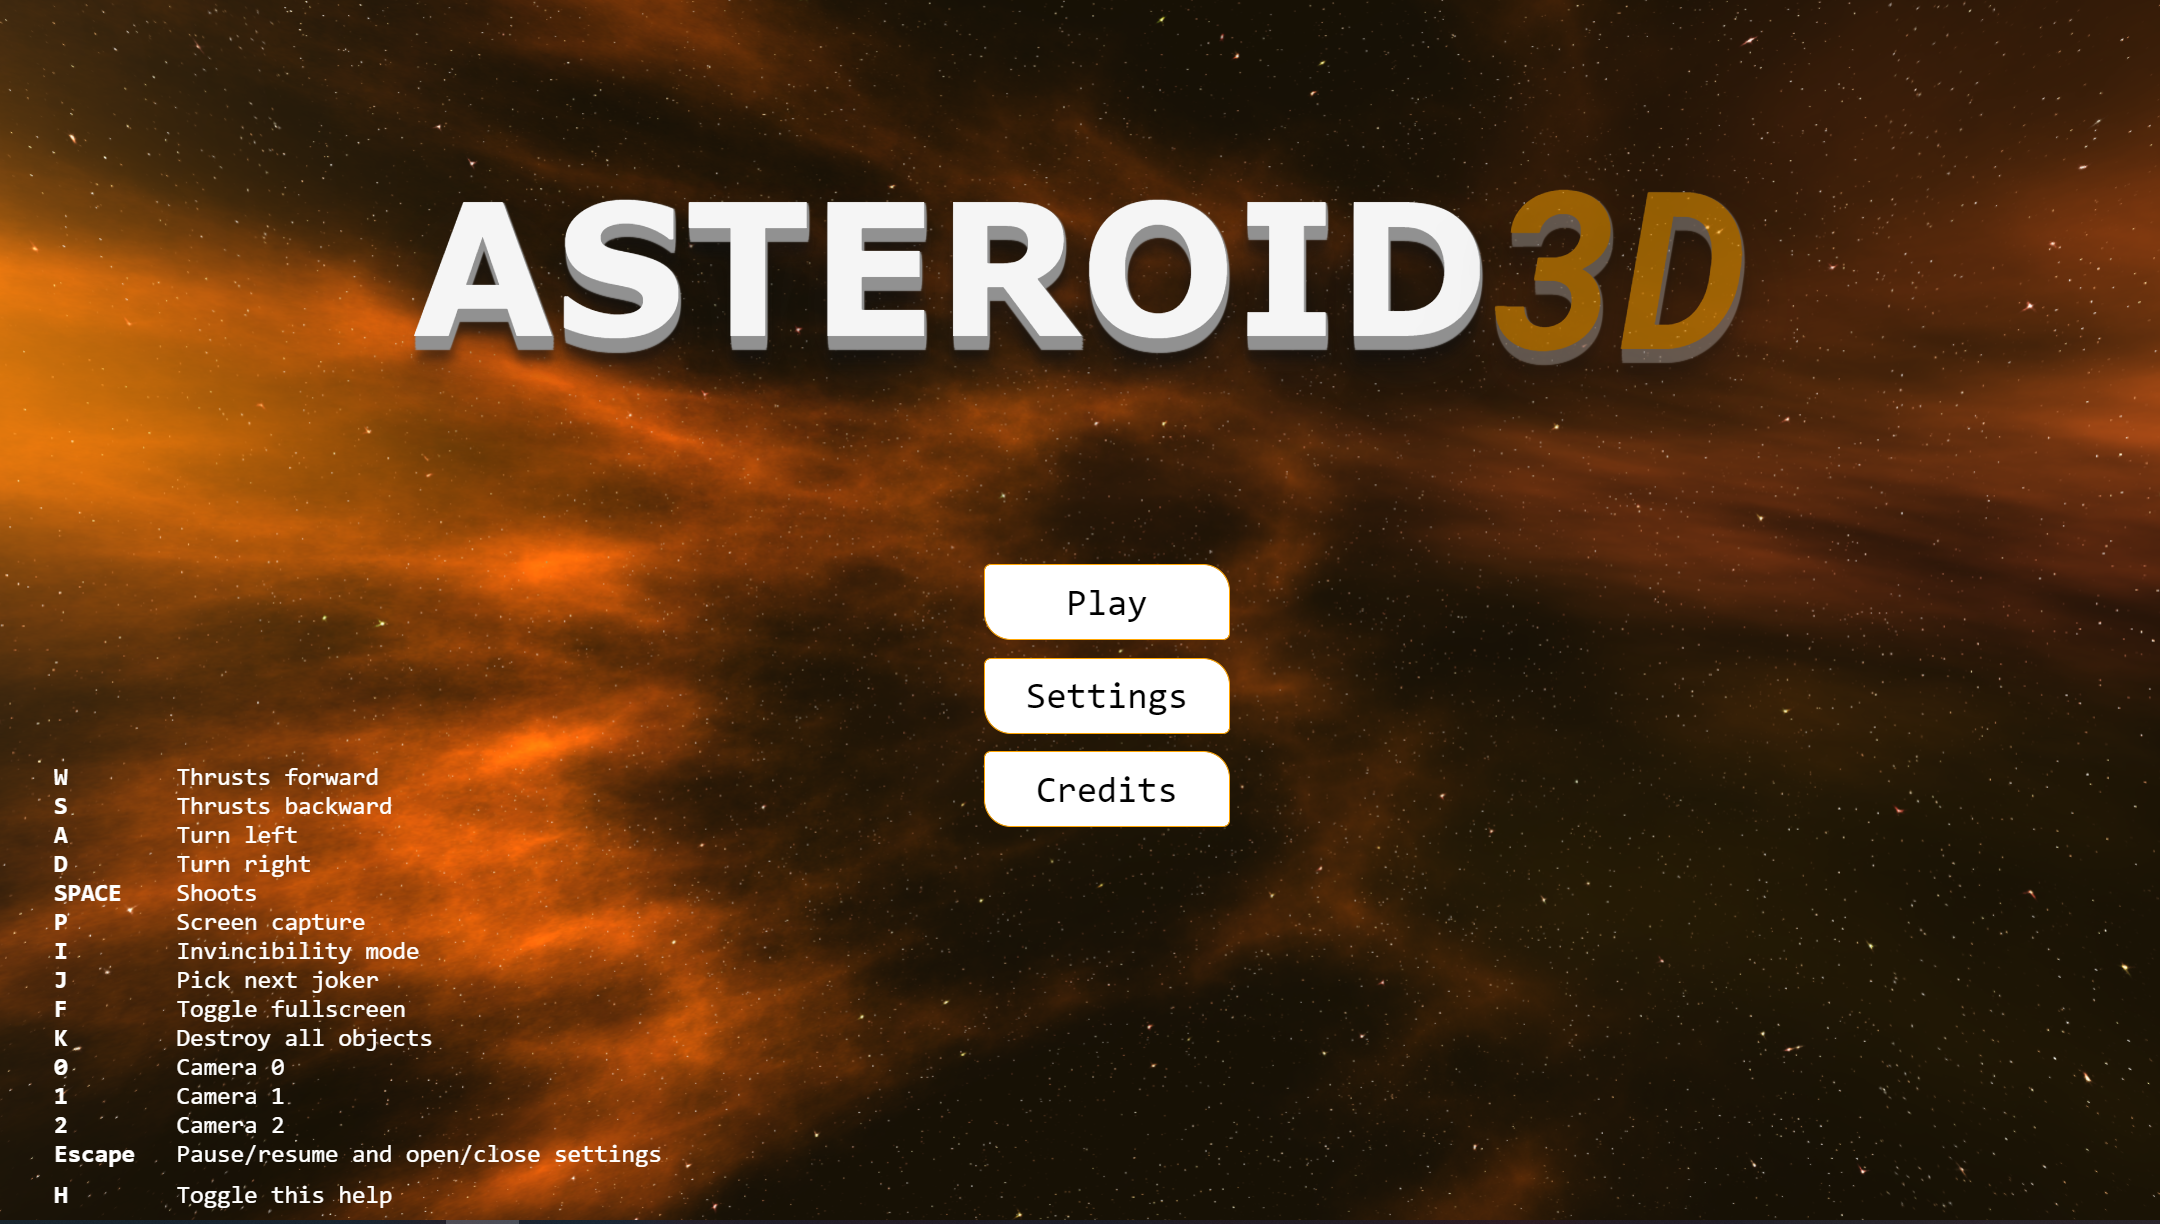 ASTEROID3D
Play
Settings
Credits
W Thrusts forward
S Thrusts backward
A Turn left
D Turn right
SPACE Shoots
P Screen capture
I Invincibility mode
J Pick next joker
F Toggle fullscreen
K Destroy all objects
0 Camera 0
1 Camera 1
2 Camera 2
Escape Pause/resume and open/close settings
H Toggle this help